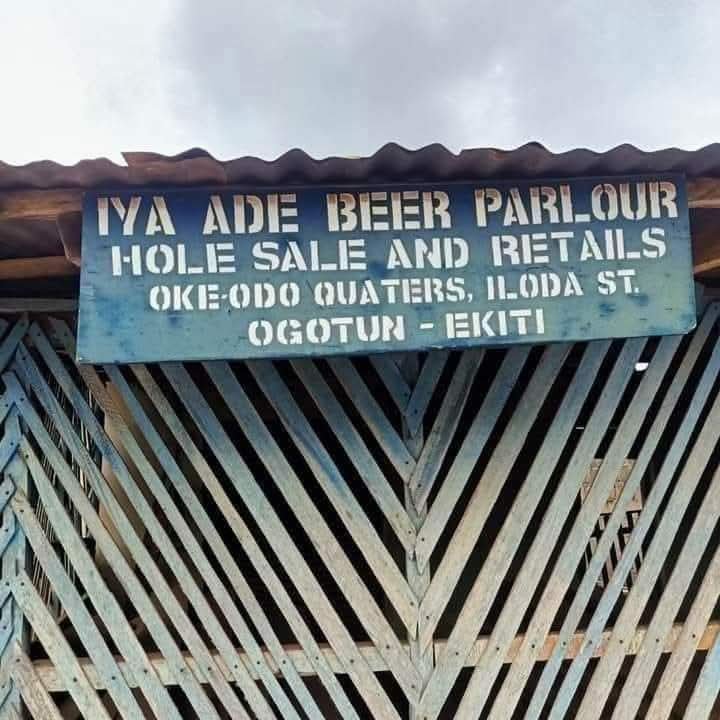 IYA ADE BEER PARLOUR
HOLE SALE AND RETAILS
OKE-ODO QUATERS, ILODA ST.
OGOTUN - EKITI